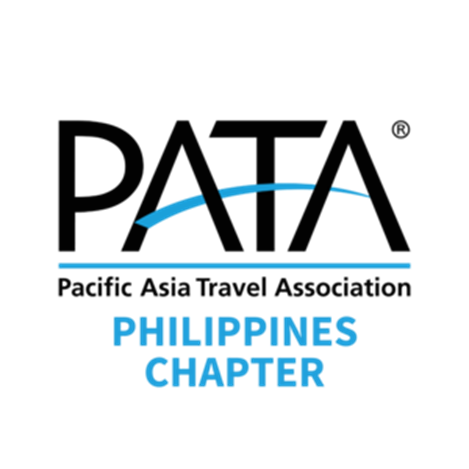 PATA®
Pacific Asia Travel Association
PHILIPPINES
CHAPTER